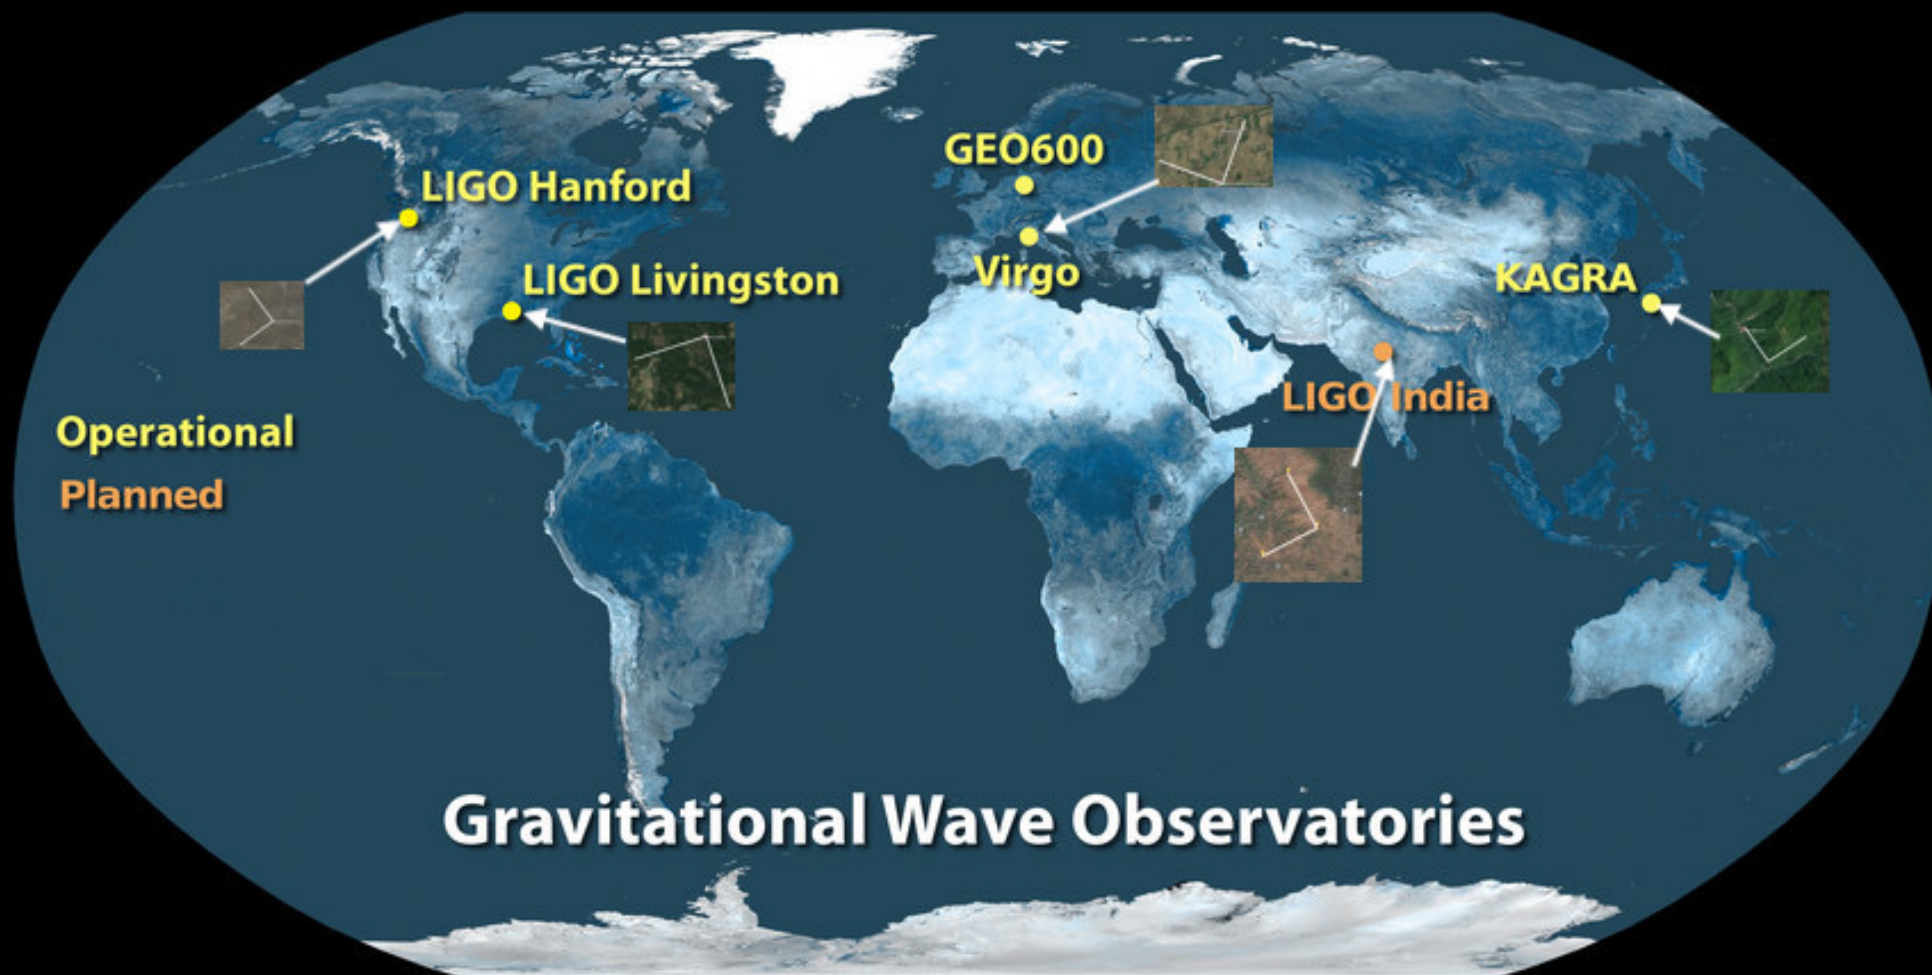 GEO600
LIGO Hanford
LIGO Livingston
Virgo
KAGRA
LIGO India
Operational
Planned
Gravitational Wave Observatories